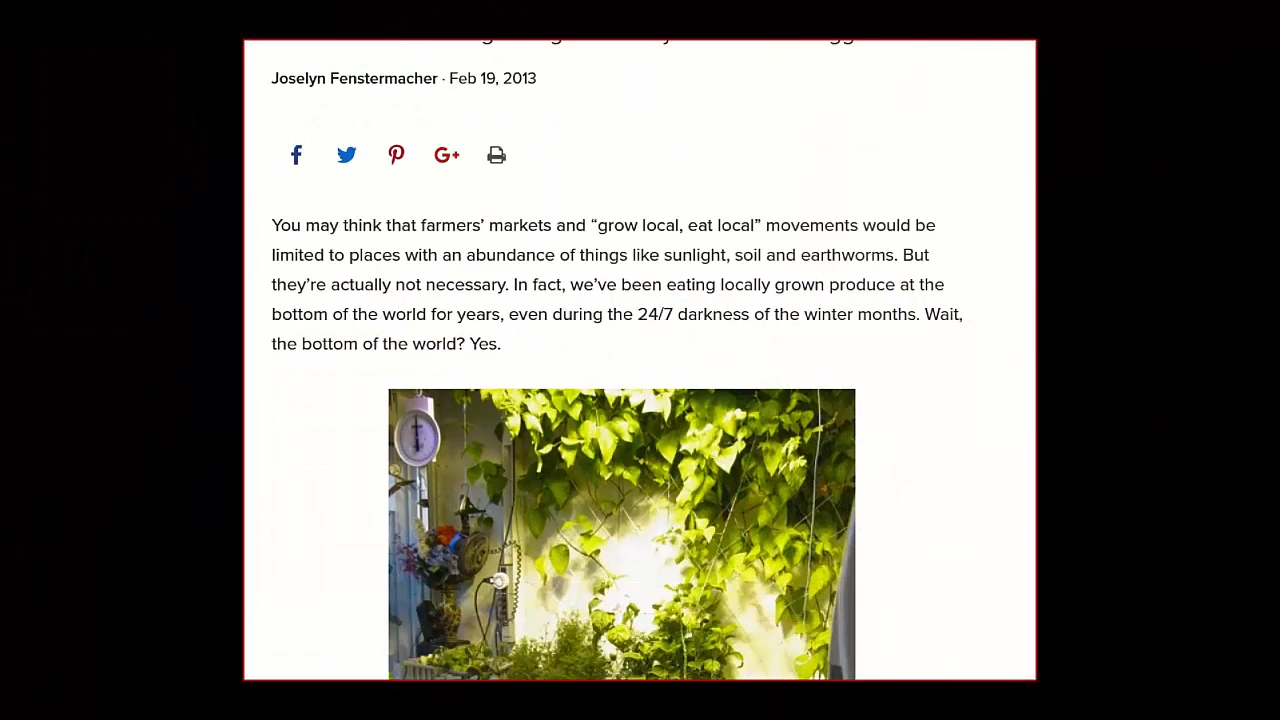 Joselyn Fenstermacher · Feb 19, 2013
G+
You may think that farmers’ markets and “grow local, eat local” movements would be
limited to places with an abundance of things like sunlight, soil and earthworms. But
they’re actually not necessary. In fact, we’ve been eating locally grown produce at the
bottom of the world for years, even during the 24/7 darkness of the winter months. Wait,
the bottom of the world? Yes.